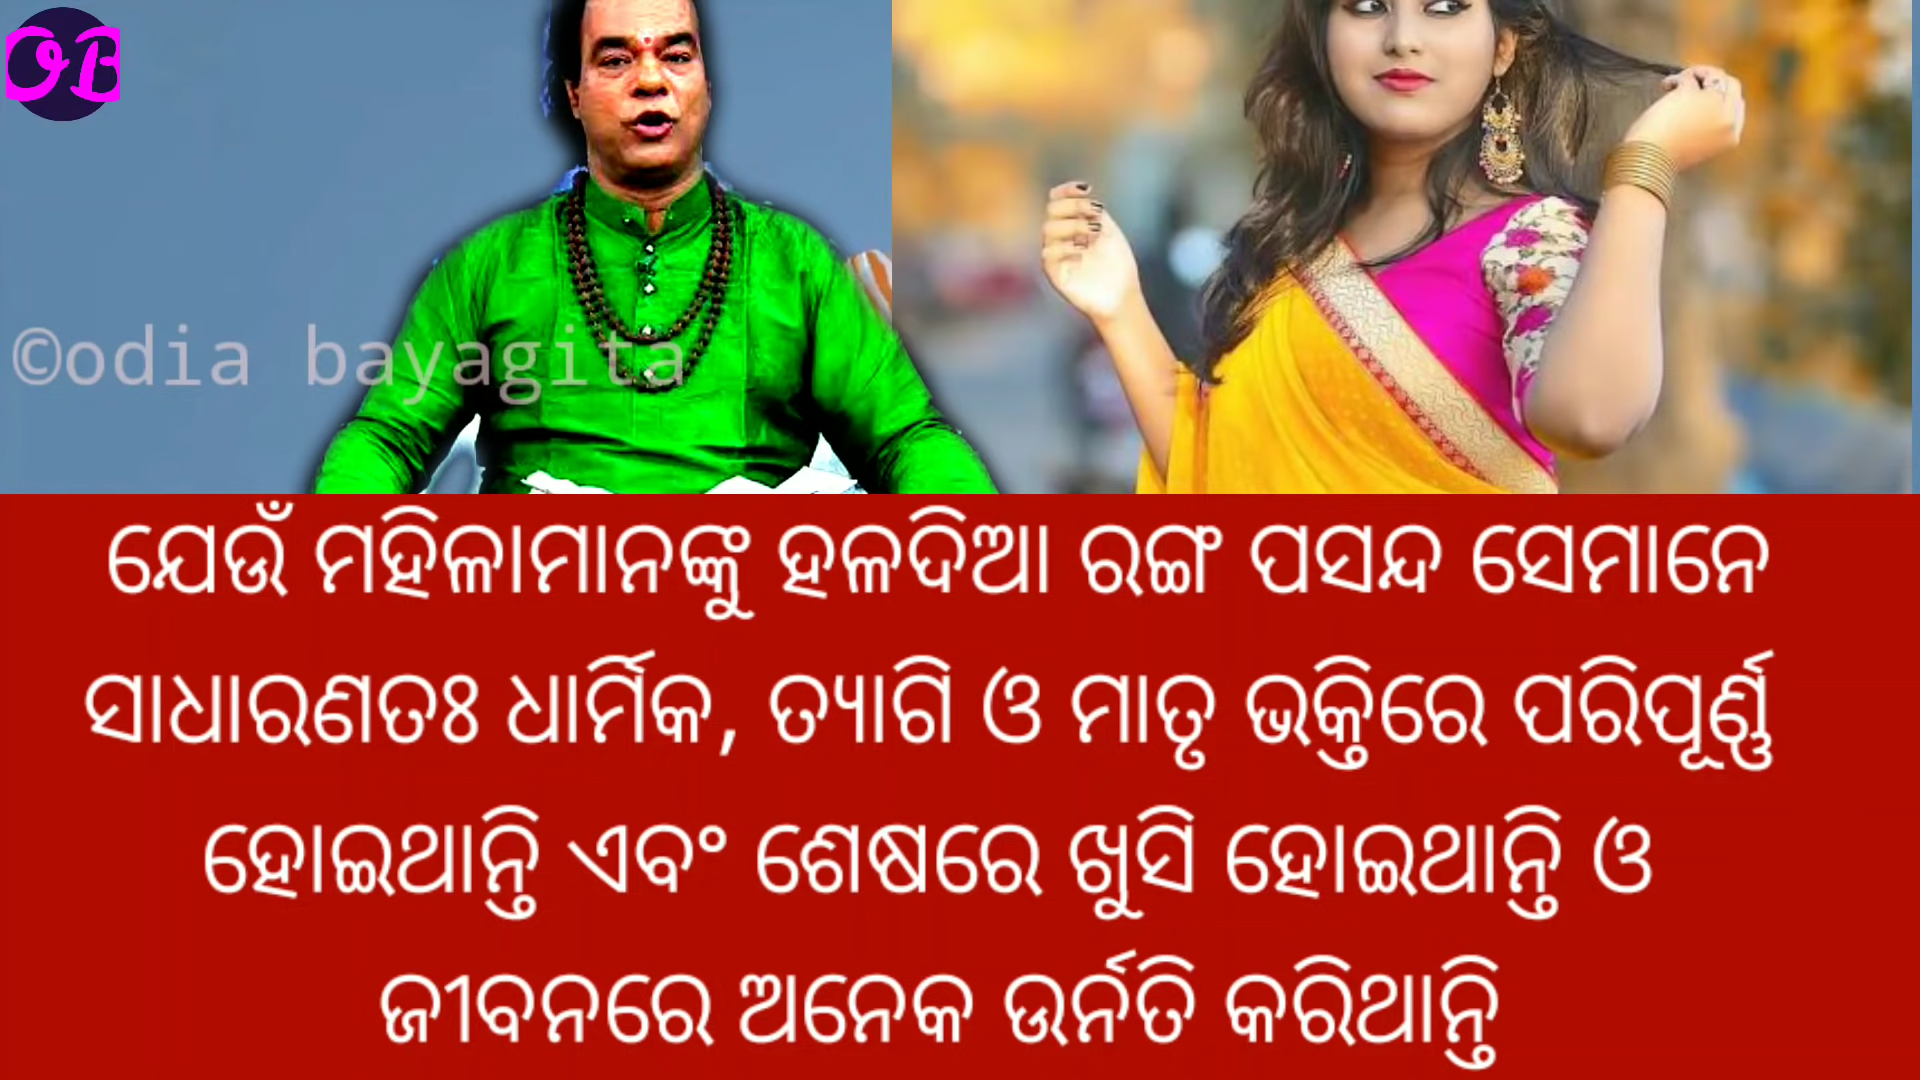 OB
©odia bayagita
ଯେଉଁ ମହିଳାମାନଙ୍କୁ ହଳଦିଆ ରଙ୍ଗ ପସନ୍ଦ ସେମାନେ
ସାଧାରଣତଃ ଧାର୍ମିକ, ତ୍ୟାଗି ଓ ମାତୃ ଭକ୍ତିରେ ପରିପୂର୍ଣ୍ଣ
ହୋଇଥାନ୍ତି ଏବଂ ଶେଷରେ ଖୁସି ହୋଇଥାନ୍ତି ଓ
ଜୀବନରେ ଅନେକ ଉର୍ନତି କରିଥାନ୍ତି